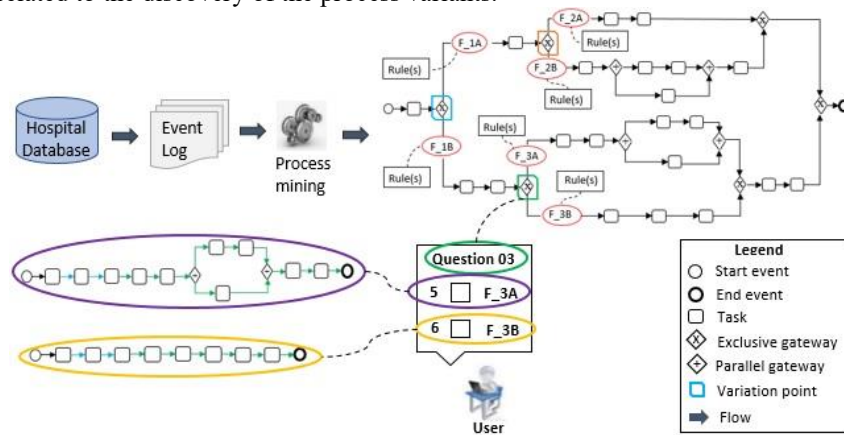 related to the discovery of the process variants.
F_2A
F_1A
Rule(s)
Rule(s)
F_2B
Rule(s)
Hospital
Database
Event
Log
Process
mining
Rule(s)
F_1B
F_3A
End
Rule(s)
Rule(s)
F_3B
Question 03
5 F_3A
6 F_3B
User
Legend
Start event
End event
Task
Exclusive gateway
Parallel gateway
Variation point
Flow